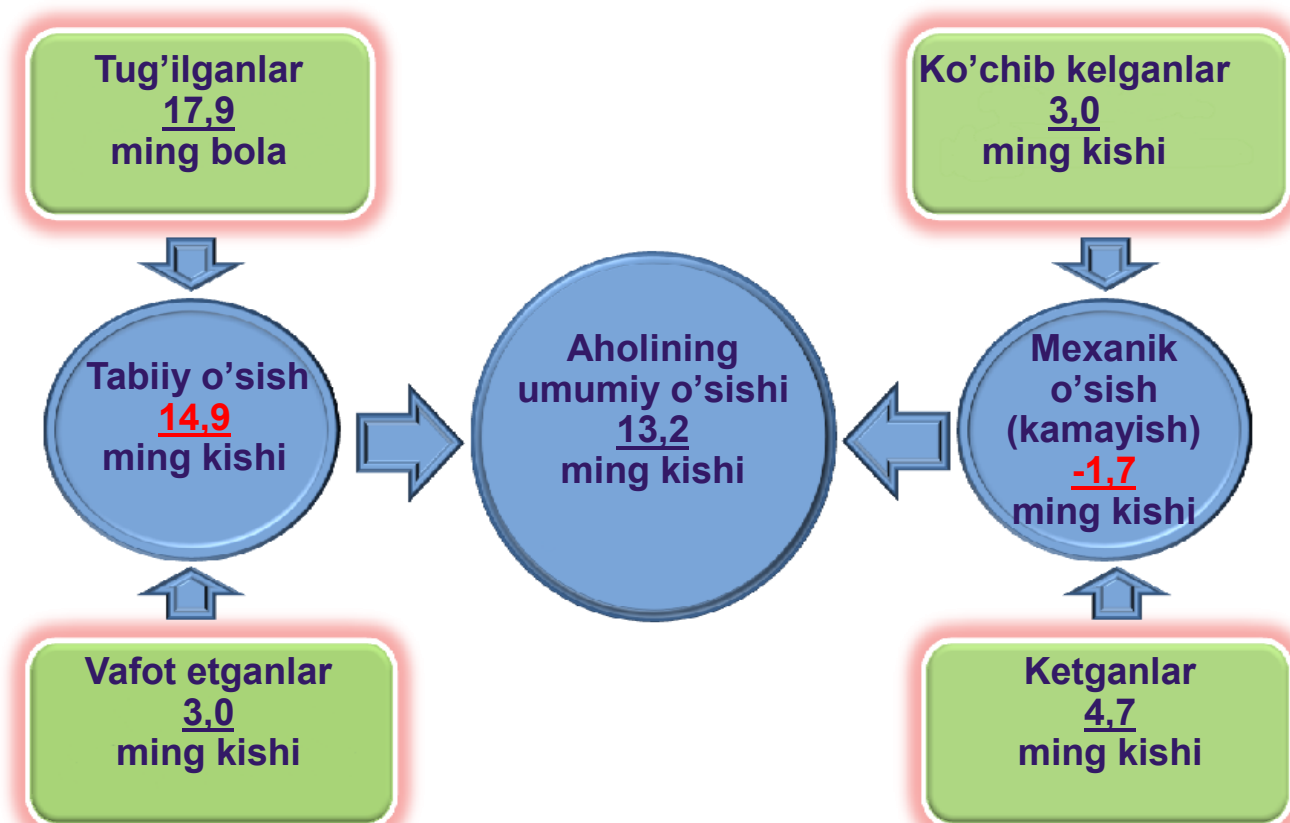 Tug’ilganlar
17,9
ming bola
Ko’chib kelganlar
3,0
ming kishi
Tabiiy o’sish
14,9
ming kishi
Aholining
umumiy o’sishi
13,2
ming kishi
Mexanik
o’sish
(kamayish)
-1,7
ming kishi
Vafot etganlar
3,0
ming kishi
Ketganlar
4,7
ming kishi